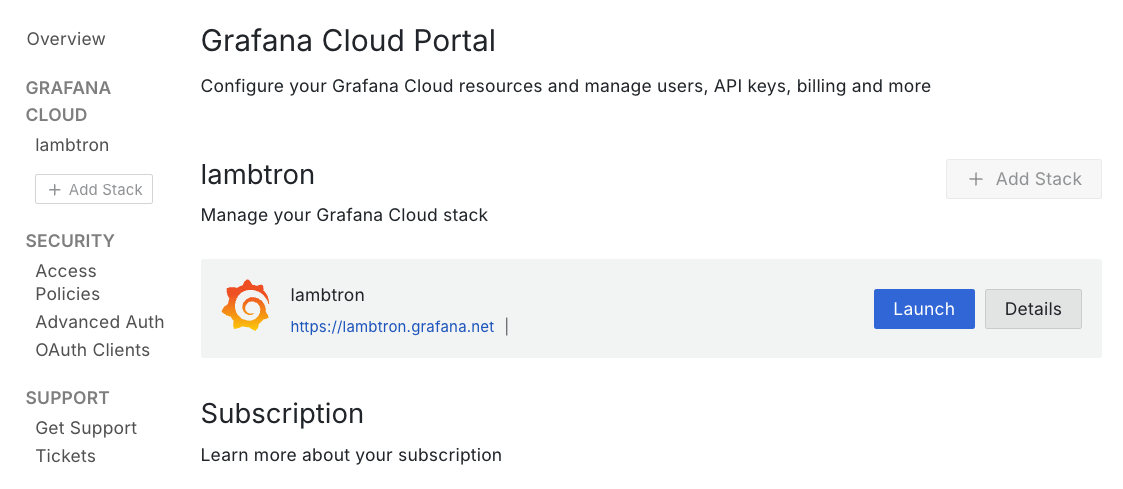 Overview
GRAFANA
CLOUD
lambtron
+ Add Stack
SECURITY
Access
Policies
Advanced Auth
OAuth Clients
SUPPORT
Get Support
Tickets
Grafana Cloud Portal
Configure your Grafana Cloud resources and manage users, API keys, billing and more
lambtron
+ Add Stack
Manage your Grafana Cloud stack
lambtron
https://lambtron.grafana.net |
Launch
Details
Subscription
Learn more about your subscription